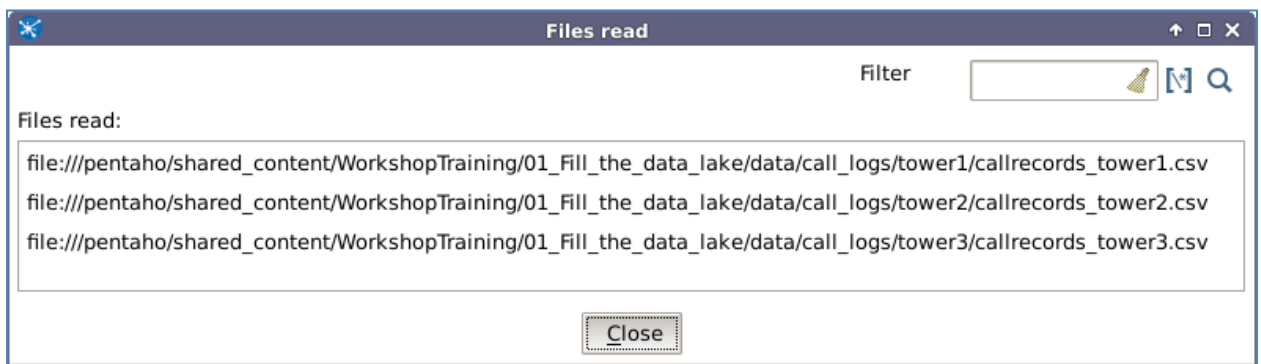 Files read
Filter
Files read:
file:///pentaho/shared_content/WorkshopTraining/01_Fill_the_data_lake/data/call_logs/tower1/callrecords_tower1.csv
file:///pentaho/shared_content/WorkshopTraining/01_Fill_the_data_lake/data/call_logs/tower2/callrecords_tower2.csv
file:///pentaho/shared_content/WorkshopTraining/01_Fill_the_data_lake/data/call_logs/tower3/callrecords_tower3.csv
Close